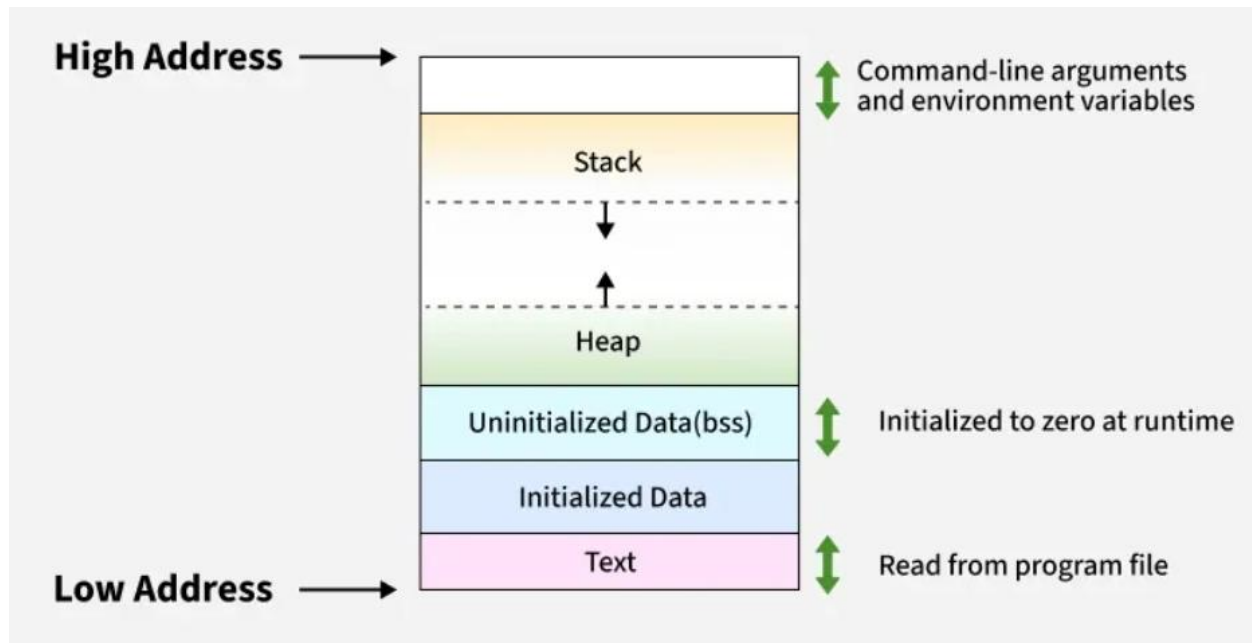 High Address
Command-line arguments
and environment variables
Stack
Heap
Uninitialized Data(bss)
Initialized to zero at runtime
Initialized Data
Text
Read from program file
Low Address